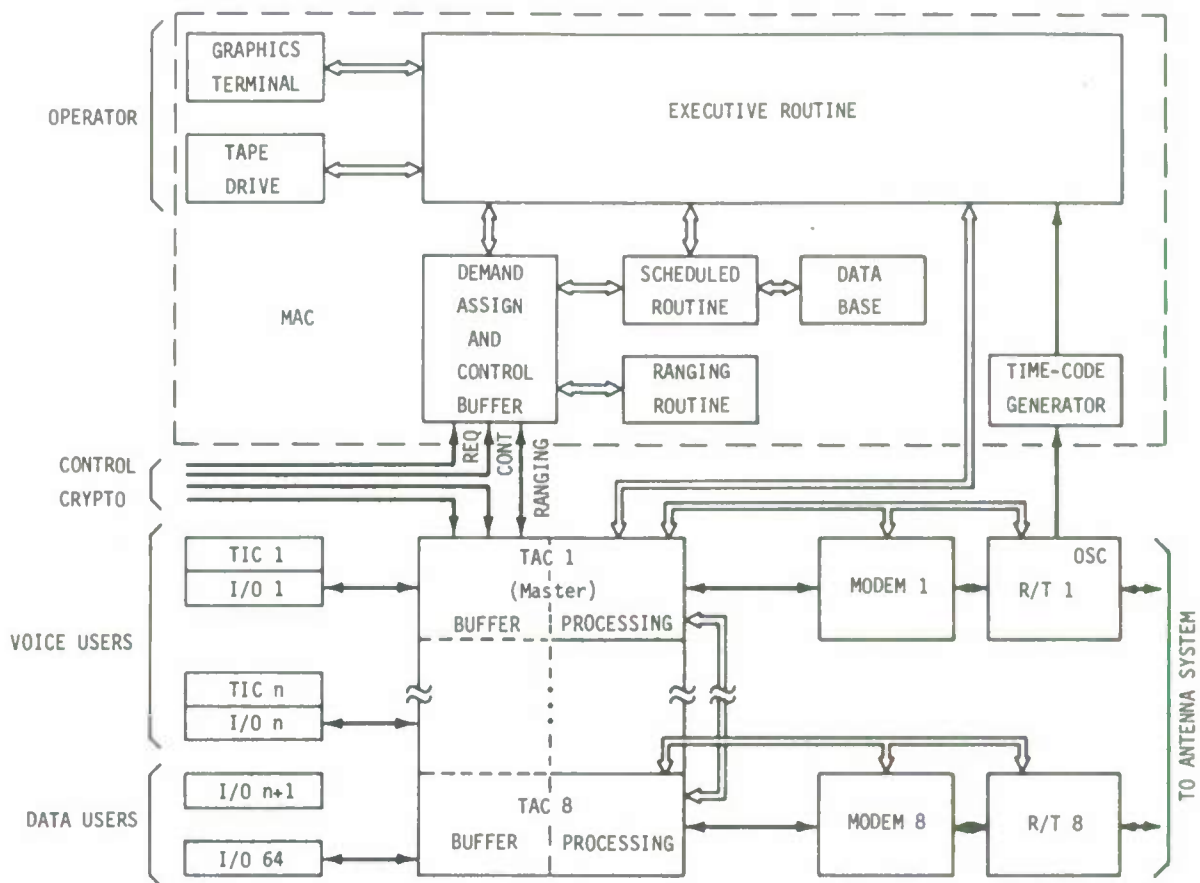 GRAPHICS
TERMINAL
OPERATOR
EXECUTIVE ROUTINE
TAPE
DRIVE
DEMAND
ASSIGN
AND
CONTROL
BUFFER
SCHEDULED
ROUTINE
DATA
BASE
MAC
RANGING
ROUTINE
TIME-CODE
GENERATOR
REQ
CONT
RANGING
CONTROL
CRYPTO
TIC 1
I/O 1
TAC 1
(Master)
BUFFER
PROCESSING
MODEM 1
OSC
R/T 1
VOICE USERS
TIC n
I/O n
TO ANTENNA SYSTEM
DATA USERS
I/O n+1
I/O 64
TAC 8
BUFFER
PROCESSING
MODEM 8
R/T 8